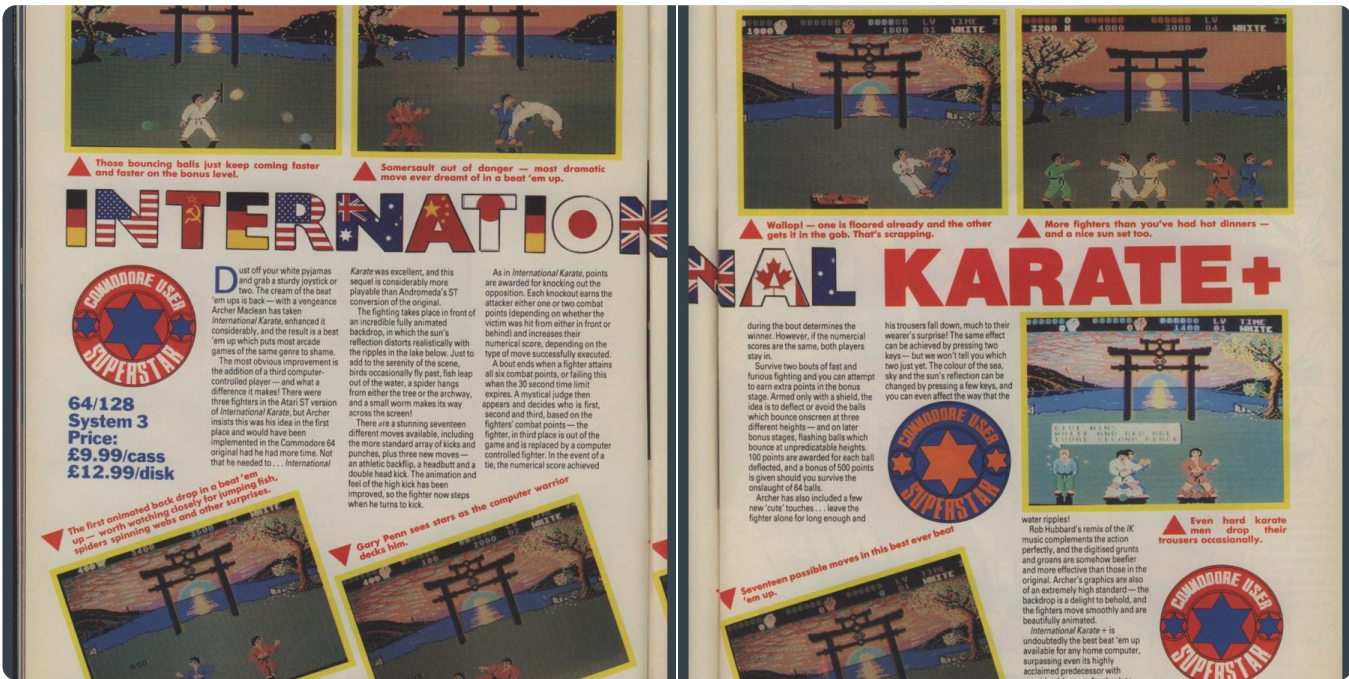 Those bouncing balls just keep coming faster
and faster on the bonus level.
Somersault out of danger — most dramatic
move ever dreamt of in a beat 'em up.
INTERNATION
COMMODORE USER
SUPERSTAR
64/128
System 3
Price:
£9.99/cass
£12.99/disk
Dust off your white pyjamas
and grab a sturdy joystick or
two. The cream of the beat
'em ups is back — with a vengeance
Archer Maclean has taken
International Karate, enhanced it
considerably, and the result is a beat
'em up which puts most arcade
games of the same genre to shame.
The most obvious improvement is
the addition of a third computer-
controlled player — and what a
difference it makes! There were
three fighters in the Atari ST version
of International Karate, but Archer
insists this was his idea in the first
place and would have been
implemented in the Commodore 64
original had he had more time. Not
that he needed to . . . International
Karate was excellent, and this
sequel is considerably more
playable than Andromeda's ST
conversion of the original.
The fighting takes place in front of
an incredible fully animated
backdrop, in which the sun's
reflection distorts realistically with
the ripples in the lake below. Just to
add to the serenity of the scene,
birds occasionally fly past, fish leap
out of the water, a spider hangs
from either the tree or the archway,
and a small worm makes its way
across the screen!
There are a stunning seventeen
different moves available, including
the more standard array of kicks and
punches, plus three new moves —
an athletic backflip, a headbutt and a
double head kick. The animation and
feel of the high kick has been
improved, so the fighter now steps
when he turns to kick.
As in International Karate, points
are awarded for knocking out the
opposition. Each knockout earns the
attacker either one or two combat
points (depending on whether the
victim was hit from either in front or
behind) and increases their
numerical score, depending on the
type of move successfully executed.
A bout ends when a fighter attains
all six combat points, or failing this
when the 30 second time limit
expires. A mystical judge then
appears and decides who is first,
second and third, based on the
fighters' combat points — the
fighter, in third place is out of the
game and is replaced by a computer
controlled fighter. In the event of a
tie, the numerical score achieved
The first animated back drop in a beat 'em
up — worth watching closely for jumping fish,
spiders spinning webs and other surprises.
Gary Penn sees stars as the computer warrior
decks him.
LV TIME
1000 0 1800 01 WHITE
LV 29
3200 4000 3000 04 WHITE
Wallop! — one is floored already and the other
gets it in the gob. That's scrapping.
More fighters than you've had hot dinners —
and a nice sun set too.
NAL KARATE+
during the bout determines the
winner. However, if the numerical
scores are the same, both players
stay in.
Survive two bouts of fast and
furious fighting and you can attempt
to earn extra points in the bonus
stage. Armed only with a shield, the
idea is to deflect or avoid the balls
which bounce onscreen at three
different heights — and on later
bonus stages, flashing balls which
bounce at unpredicatable heights.
100 points are awarded for each ball
deflected, and a bonus of 500 points
is given should you survive the
onslaught of 64 balls.
Archer has also included a few
new 'cute' touches . . . leave the
fighter alone for long enough and
his trousers fall down, much to their
wearer's surprise! The same effect
can be achieved by pressing two
keys — but we won't tell you which
two just yet. The colour of the sea,
sky and the sun's reflection can be
changed by pressing a few keys, and
you can even affect the way that the
COMMODORE USER
SUPERSTAR
LV TIME
1400 01 WHITE
BLUE WINS
WHITE AND RED ARE
EQUAL SECOND PLACE
Even hard karate
men drop their
trousers occasionally.
water ripples!
Rob Hubbard's remix of the IK
music complements the action
perfectly, and the digitised grunts
and groans are somehow beefier
and more effective than those in the
original. Archer's graphics are also
of an extremely high standard — the
backdrop is a delight to behold, and
the fighters move smoothly and are
beautifully animated.
International Karate + is
undoubtedly the best beat 'em up
available for any home computer,
surpassing even its highly
acclaimed predecessor with
Seventeen possible moves in this best ever beat
'em up.
COMMODORE USER
SUPERSTAR